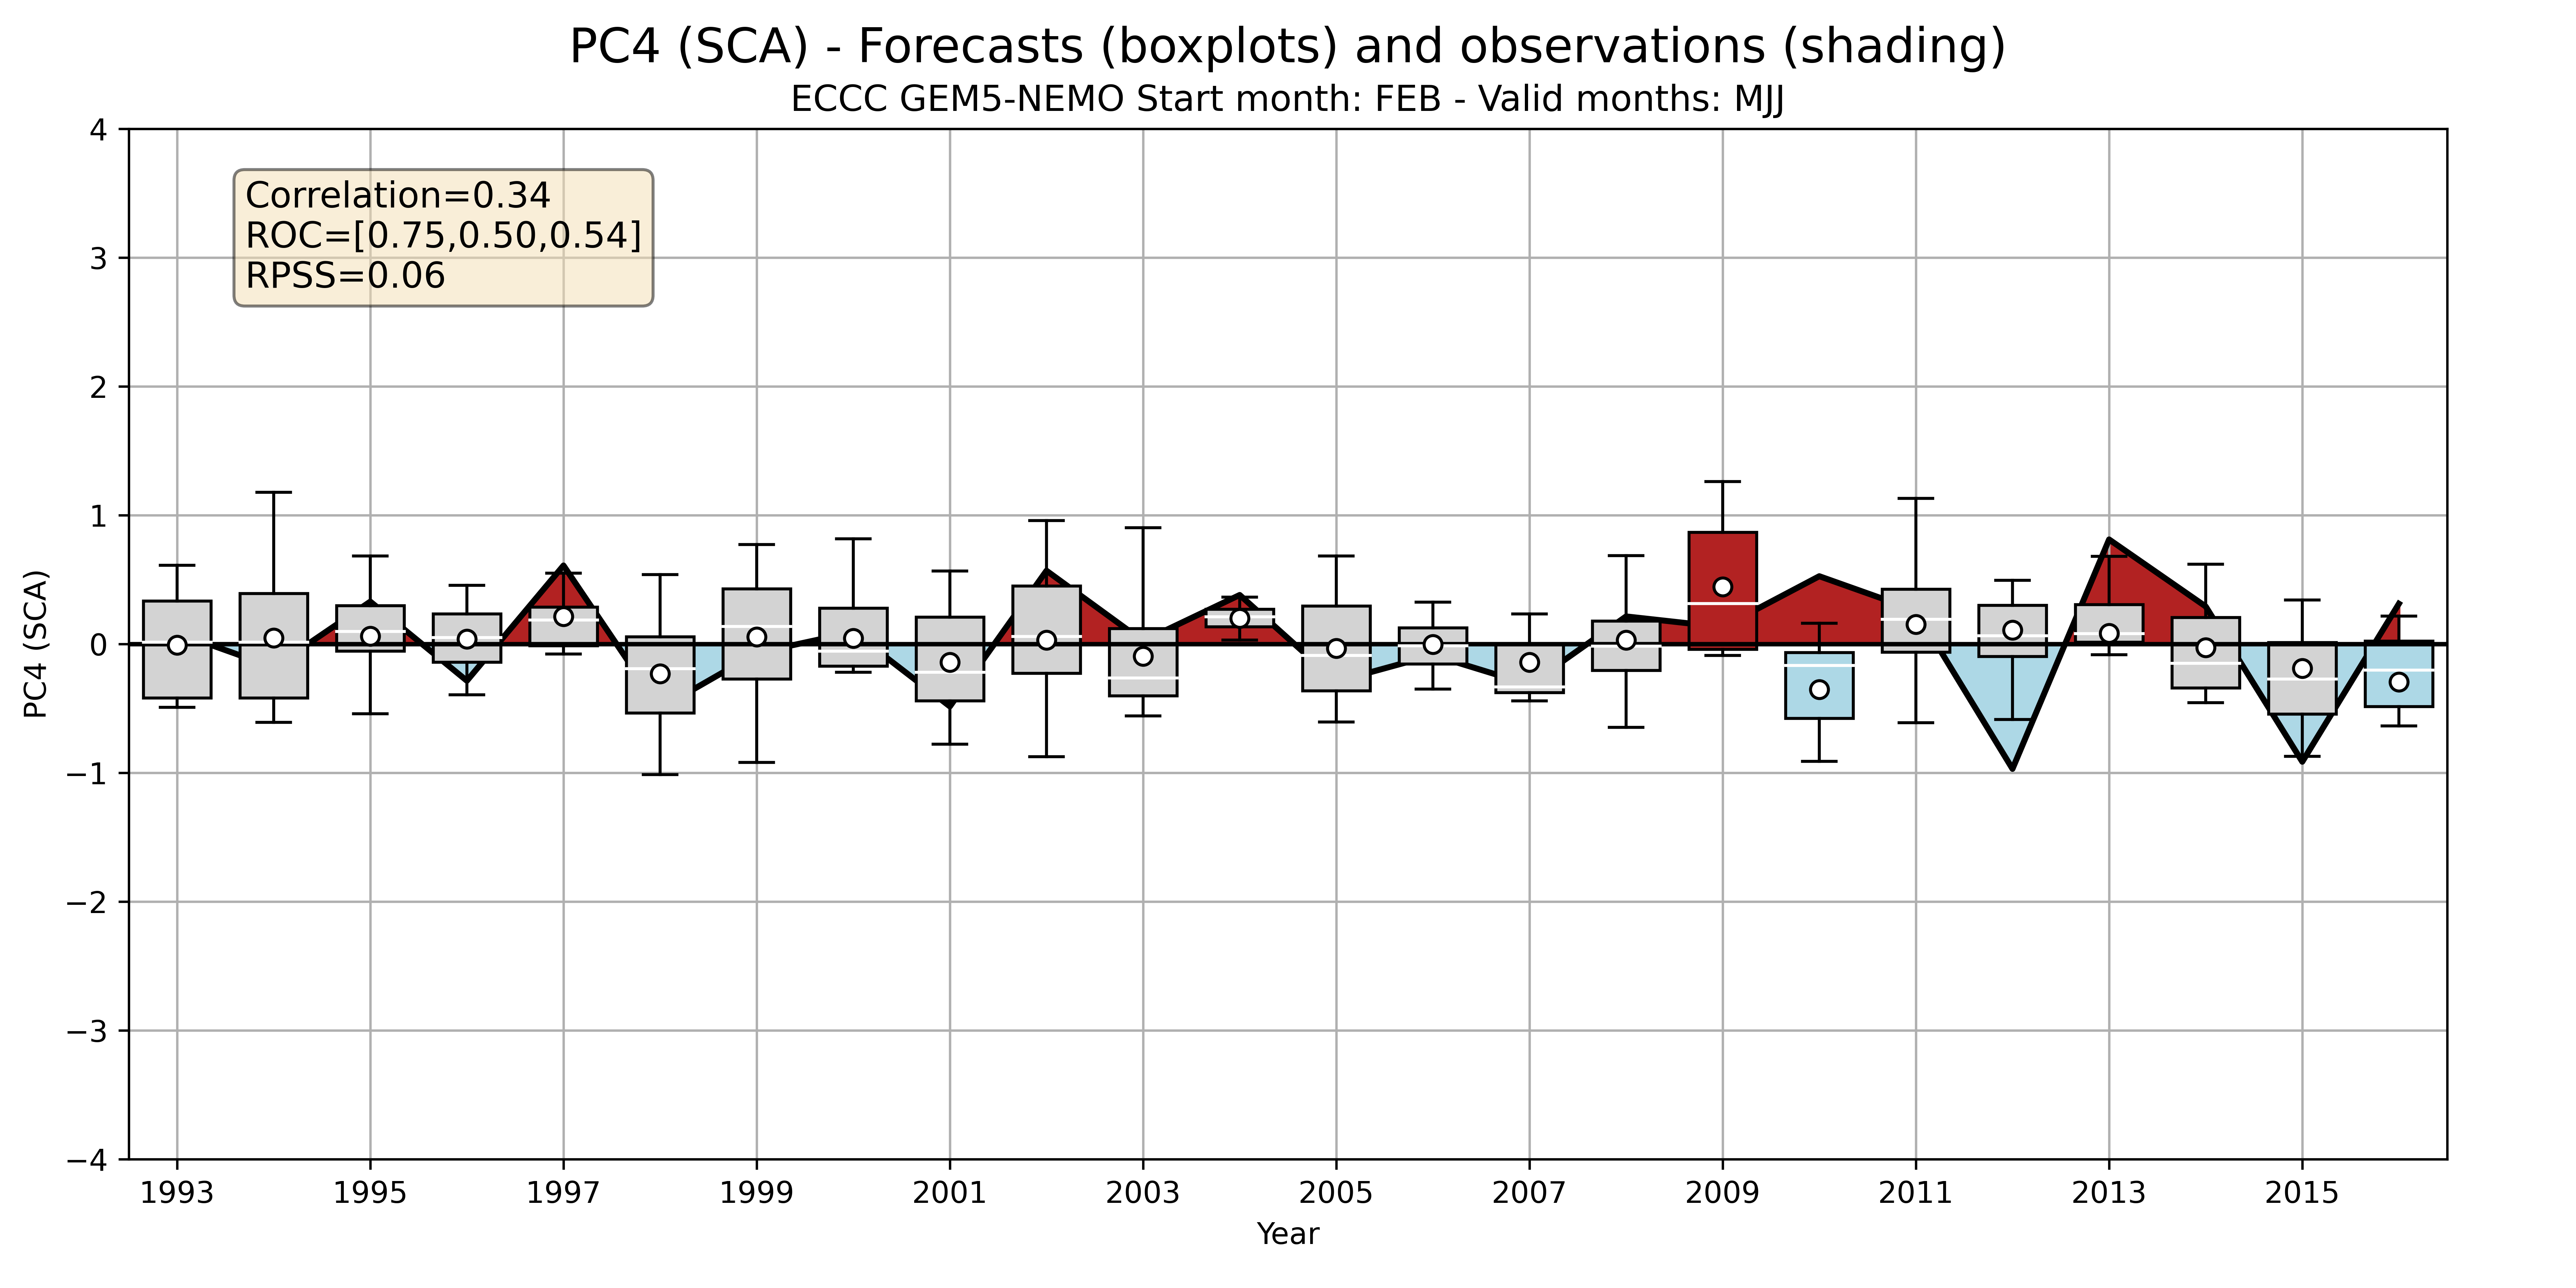 PC4 (SCA) - Forecasts (boxplots) and observations (shading)
ECCC GEM5-NEMO Start month: FEB - Valid months: MJJ
Correlation=0.34
ROC=[0.75,0.50,0.54]
RPSS=0.06
PC4 (SCA)
4
3
2
1
0
−1
−2
−3
−4
1993 1995 1997 1999 2001 2003 2005 2007 2009 2011 2013 2015
Year